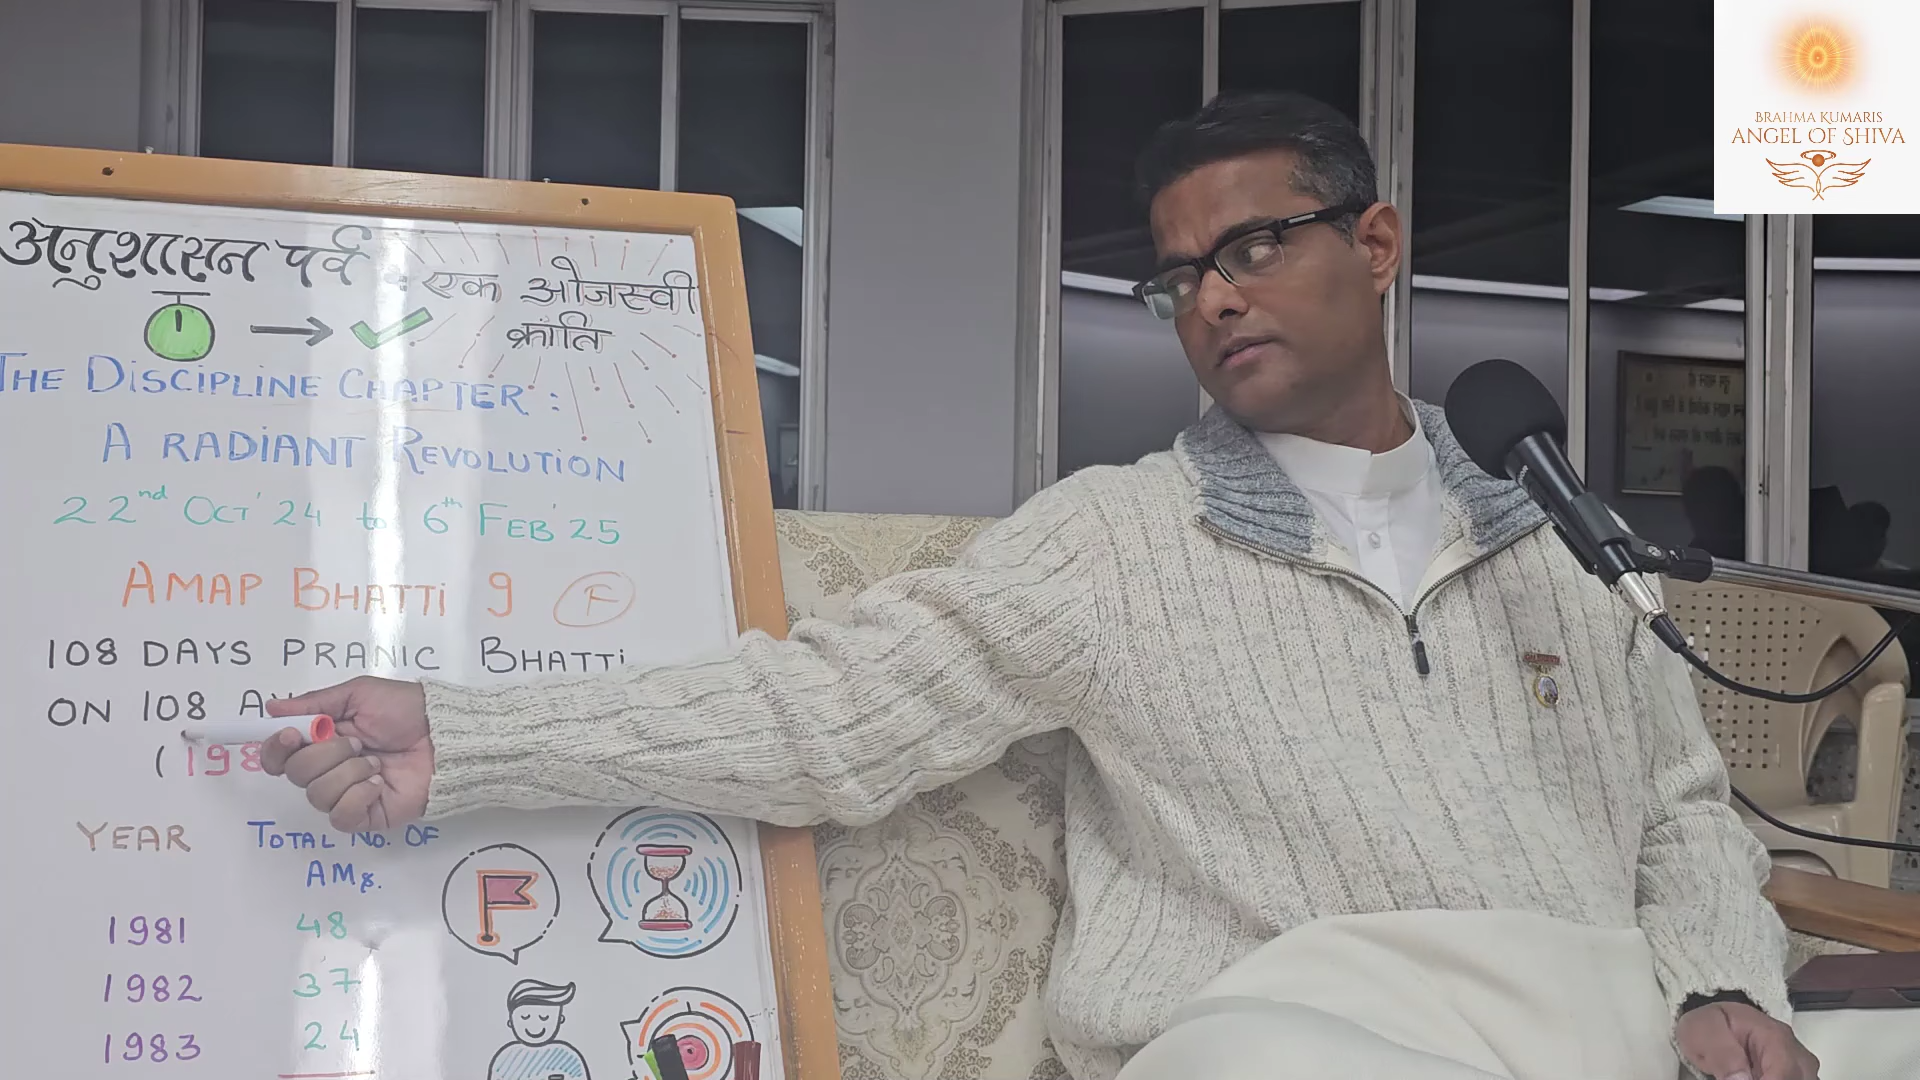 अनुशासन पर्व : एक ओजस्वी
क्रांति
THE DISCIPLINE CHAPTER :
A RADIANT REVOLUTION
22nd OCT'24 to 6th FEB'25
AMAP BHATTI 9 F
108 DAYS PRANIC BHATTI
ON 108
(198
YEAR TOTAL NO. OF
AMs.
1981 48
1982 37
1983 24
BRAHMA KUMARIS
ANGEL OF SHIVA